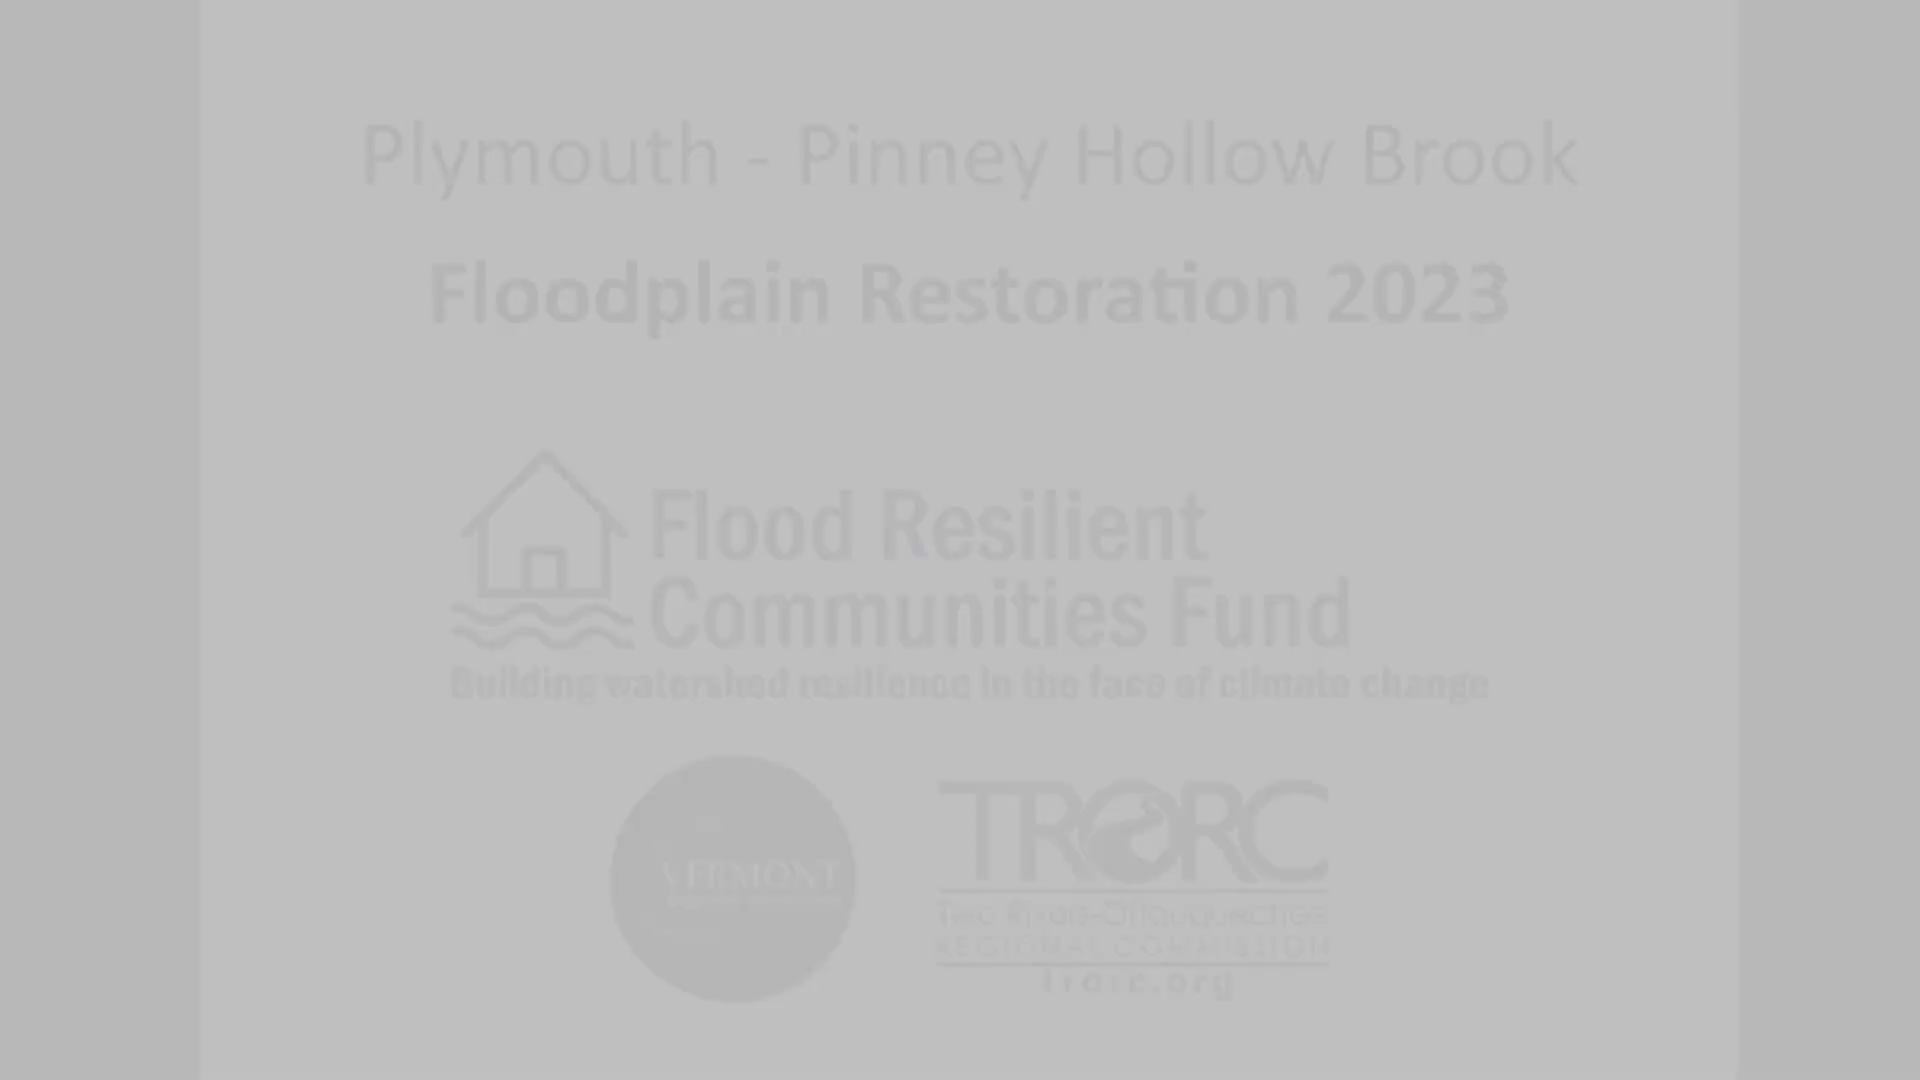 Plymouth - Pinney Hollow Brook
Floodplain Restoration 2023
Flood Resilient
Communities Fund
Building watershed resilience in the face of climate change
VERMONT
TRORC
Two Rivers-Ottauquechee
REGIONAL COMMISSION
trorc.org